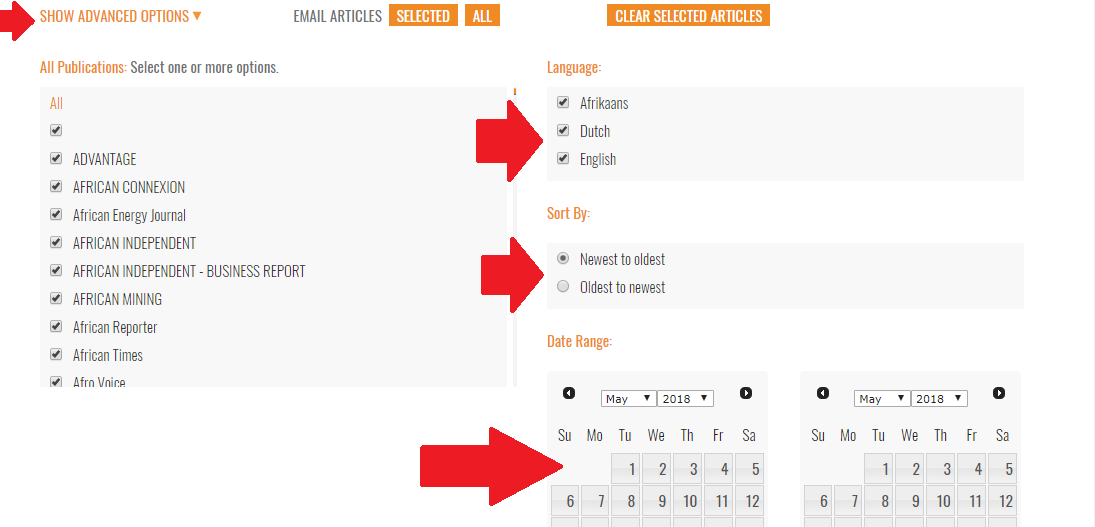 SHOW ADVANCED OPTIONS ▼ EMAIL ARTICLES SELECTED ALL CLEAR SELECTED ARTICLES
All Publications: Select one or more options.
All
ADVANTAGE
AFRICAN CONNEXION
African Energy Journal
AFRICAN INDEPENDENT
AFRICAN INDEPENDENT - BUSINESS REPORT
AFRICAN MINING
African Reporter
African Times
Afro Voice
Language:
Afrikaans
Dutch
English
Sort By:
Newest to oldest
Oldest to newest
Date Range:
May 2018
Su Mo Tu We Th Fr Sa
1 2 3 4 5
6 7 8 9 10 11 12
May 2018
Su Mo Tu We Th Fr Sa
1 2 3 4 5
6 7 8 9 10 11 12